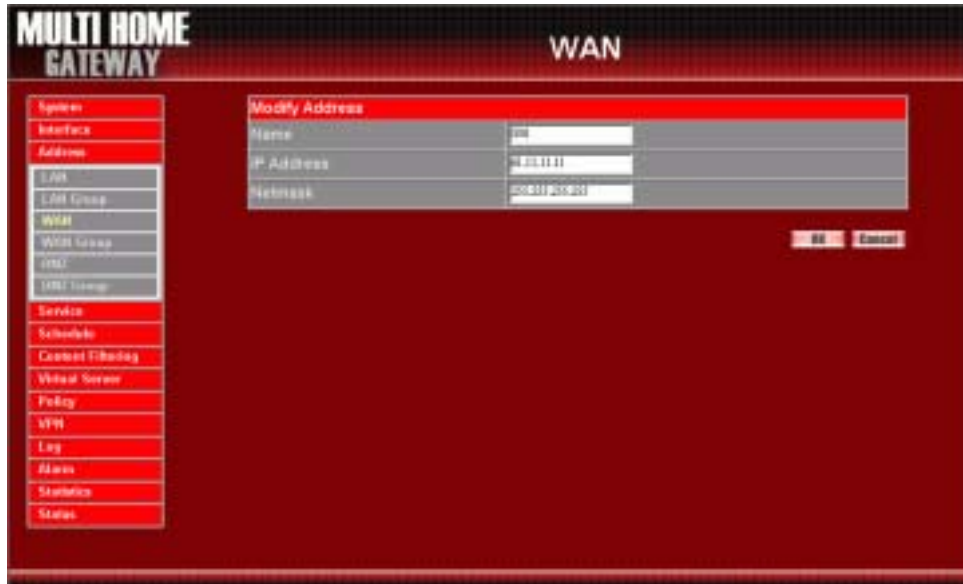 MULTI HOME
GATEWAY
WAN
System
Interface
Address
LAN
LAN Group
WAN
WAN Group
DMZ
DMZ Group
Service
Schedule
Content Filtering
Virtual Server
Policy
VPN
Log
Alarm
Statistics
Status
Modify Address
Name
IP Address
Netmask
OK Cancel